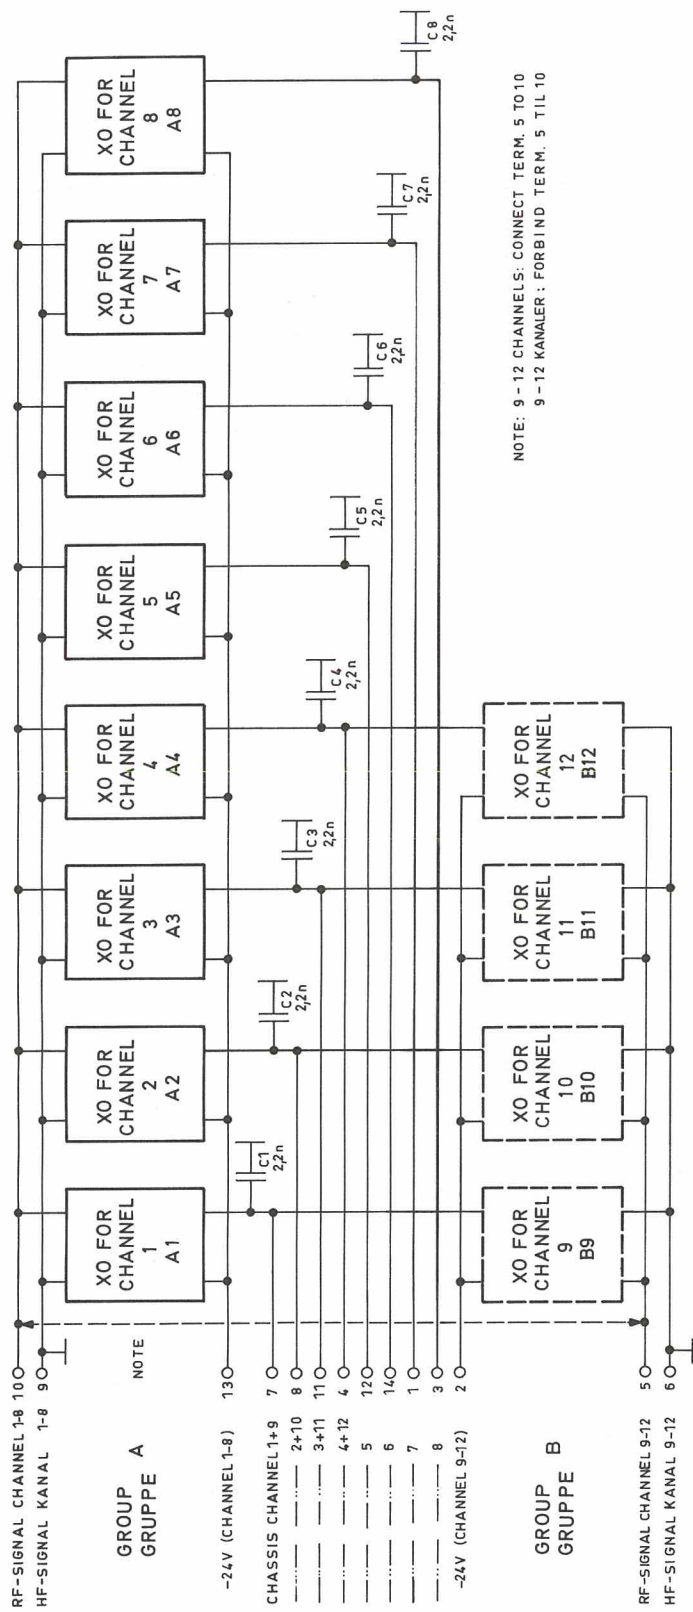 RF-SIGNAL CHANNEL 1-8 10
HF-SIGNAL KANAL 1-8 9
GROUP A
GRUPPE
NOTE
-24V (CHANNEL 1-8) 13
CHASSIS CHANNEL 1+9 7
2+10 8
3+11 11
4+12 4
5 12
6 14
7 1
8 3
-24V (CHANNEL 9-12) 2
GROUP B
GRUPPE
RF-SIGNAL CHANNEL 9-12 5
HF-SIGNAL KANAL 9-12 6
XO FOR
CHANNEL
1
A1
XO FOR
CHANNEL
2
A2
XO FOR
CHANNEL
3
A3
XO FOR
CHANNEL
4
A4
XO FOR
CHANNEL
5
A5
XO FOR
CHANNEL
6
A6
XO FOR
CHANNEL
7
A7
XO FOR
CHANNEL
8
A8
C1
2,2n
C2
2,2n
C3
2,2n
C4
2,2n
C5
2,2n
C6
2,2n
C7
2,2n
C8
2,2n
XO FOR
CHANNEL
9
B9
XO FOR
CHANNEL
10
B10
XO FOR
CHANNEL
11
B11
XO FOR
CHANNEL
12
B12
NOTE: 9-12 CHANNELS: CONNECT TERM. 5 TO 10
9-12 KANALER: FORBIND TERM. 5 TIL 10